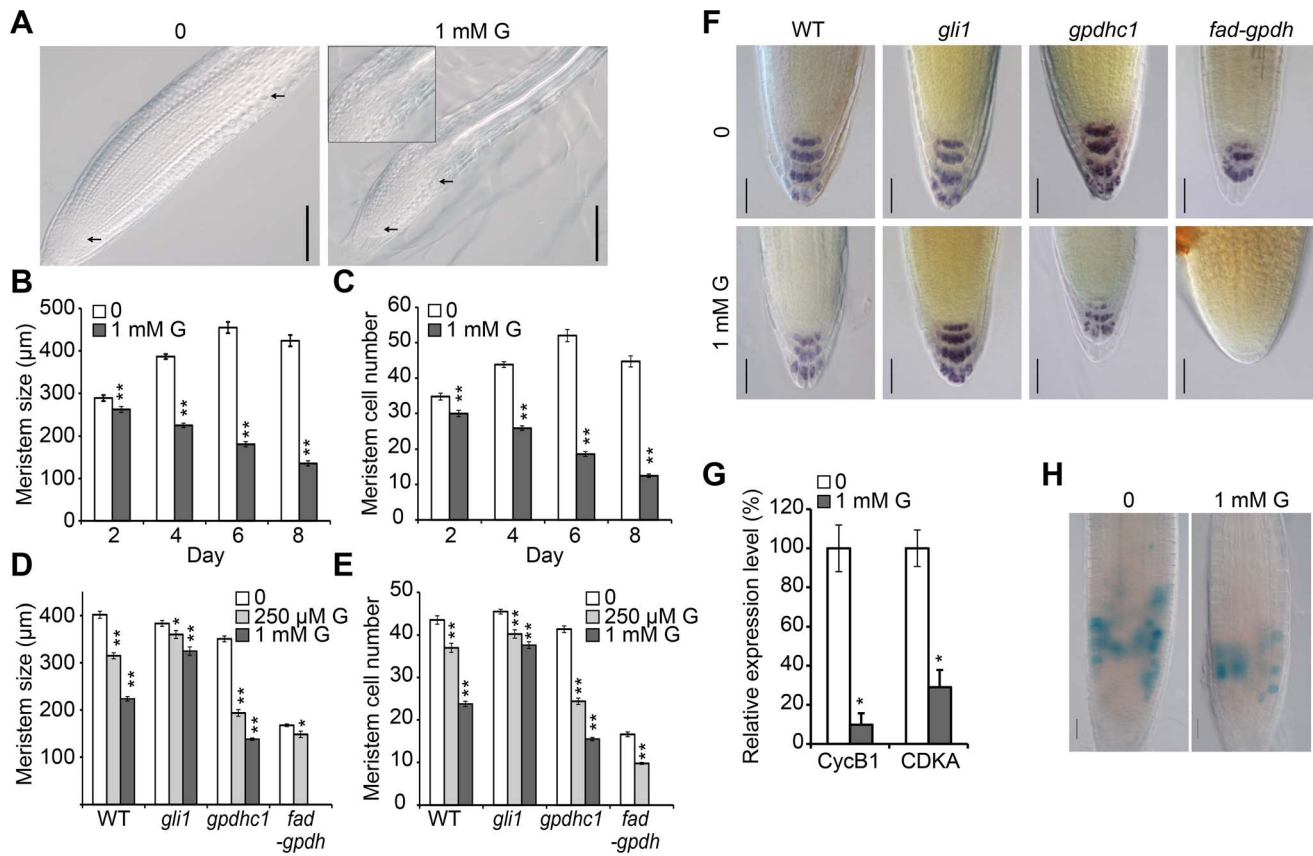 A
0
1 mM G
B
0
1 mM G
Meristem size (µm)
500
400
300
200
100
0
**
**
**
**
2
4
6
8
Day
C
0
1 mM G
Meristem cell number
60
50
40
30
20
10
0
**
**
**
**
2
4
6
8
Day
D
Meristem size (µm)
400
300
200
100
0
**
**
*
**
**
**
*
WT
gli1
gpdhc1
fad
-gpdh
E
0
250 µM G
1 mM G
Meristem cell number
50
40
30
20
10
0
**
**
**
**
**
**
**
WT
gli1
gpdhc1
fad
-gpdh
F
WT
gli1
gpdhc1
fad-gpdh
0
1 mM G
G
0
1 mM G
Relative expression level (%)
120
100
80
60
40
20
0
*
*
CycB1
CDKA
H
0
1 mM G